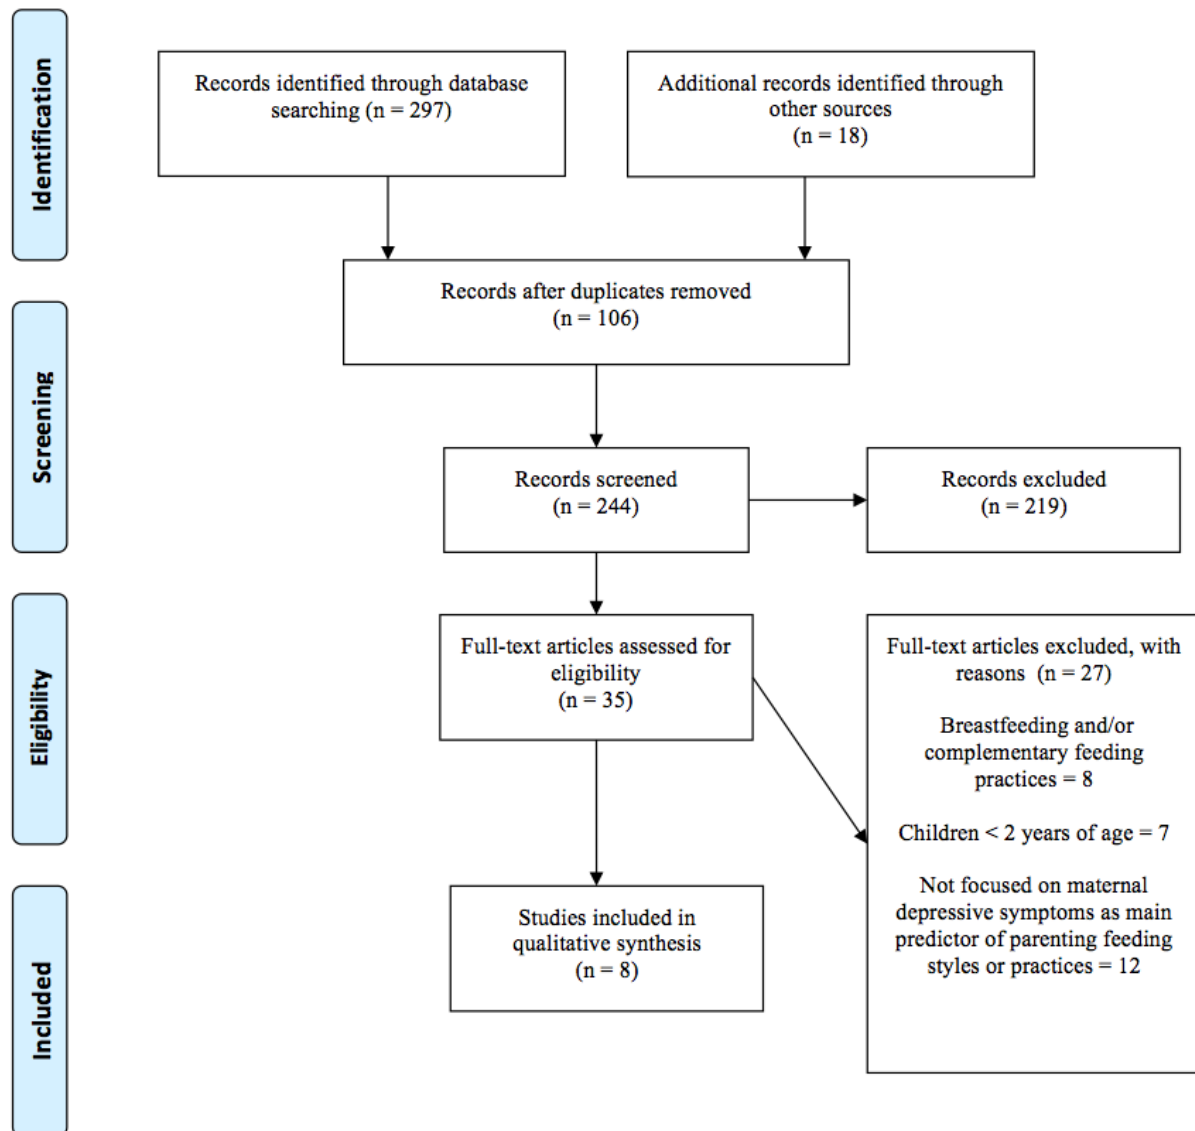 Identification
Records identified through database
searching (n = 297)
Additional records identified through
other sources
(n = 18)
Records after duplicates removed
(n = 106)
Screening
Records screened
(n = 244)
Records excluded
(n = 219)
Eligibility
Full-text articles assessed for
eligibility
(n = 35)
Full-text articles excluded, with
reasons (n = 27)
Breastfeeding and/or
complementary feeding
practices = 8
Children < 2 years of age = 7
Not focused on maternal
depressive symptoms as main
predictor of parenting feeding
styles or practices = 12
Included
Studies included in
qualitative synthesis
(n = 8)